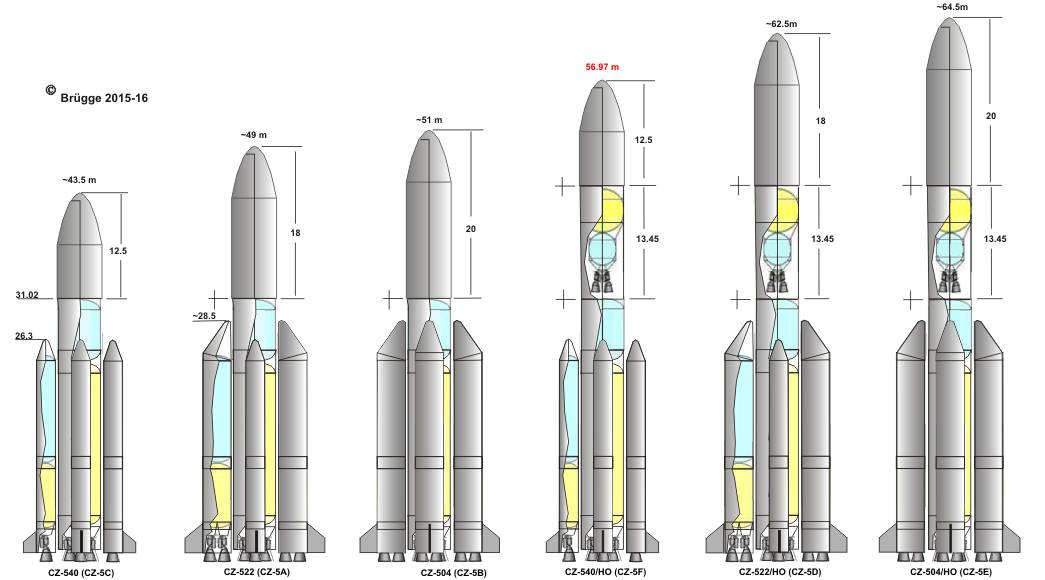 ~64.5m
~62.5m
56.97 m
©
Brügge 2015-16
~51 m
~49 m
~43.5 m
12.5
18
20
12.5
18
20
13.45
13.45
13.45
31.02
~28.5
26.3
CZ-540 (CZ-5C)
CZ-522 (CZ-5A)
CZ-504 (CZ-5B)
CZ-540/HO (CZ-5F)
CZ-522/HO (CZ-5D)
CZ-504/HO (CZ-5E)